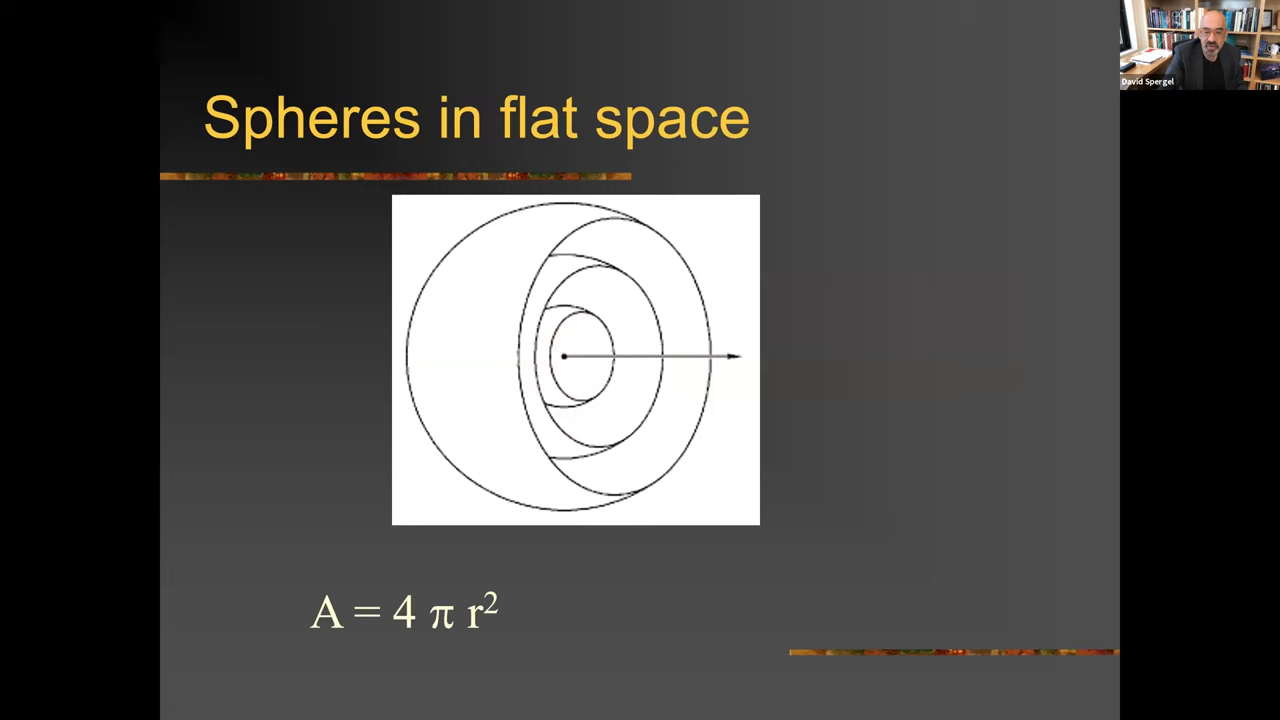 Spheres in flat space
David Spergel
A = 4 π r²